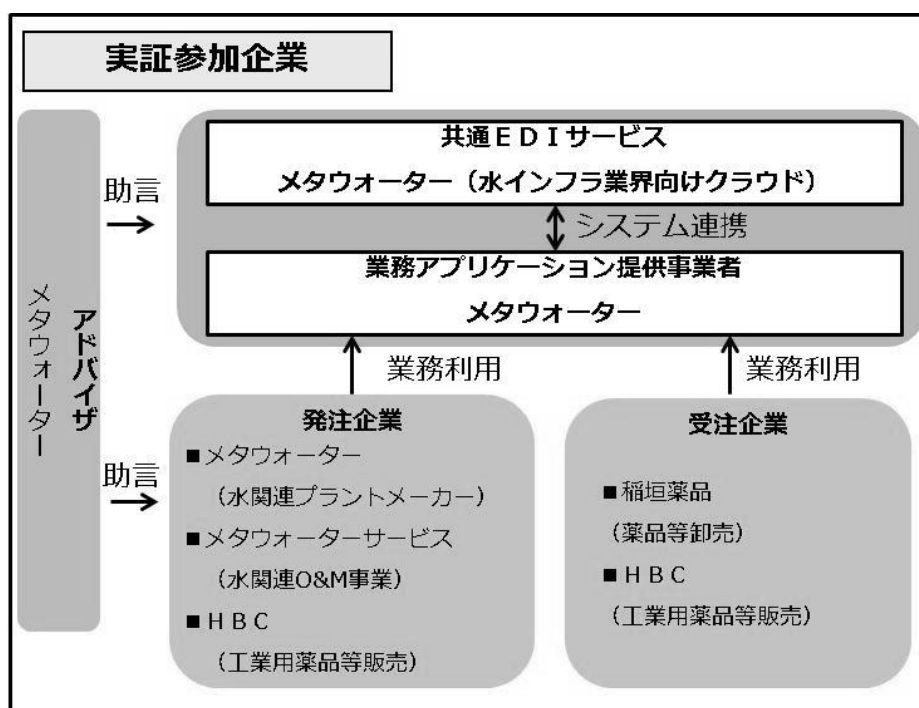 実証参加企業
アドバイザ
メタウォーター
助言
共通ＥＤＩサービス
メタウォーター（水インフラ業界向けクラウド）
システム連携
業務アプリケーション提供事業者
メタウォーター
業務利用
業務利用
助言
発注企業
■メタウォーター
（水関連プラントメーカー）
■メタウォーターサービス
（水関連O&M事業）
■ＨＢＣ
（工業用薬品等販売）
受注企業
■稲垣薬品
（薬品等卸売）
■ＨＢＣ
（工業用薬品等販売）